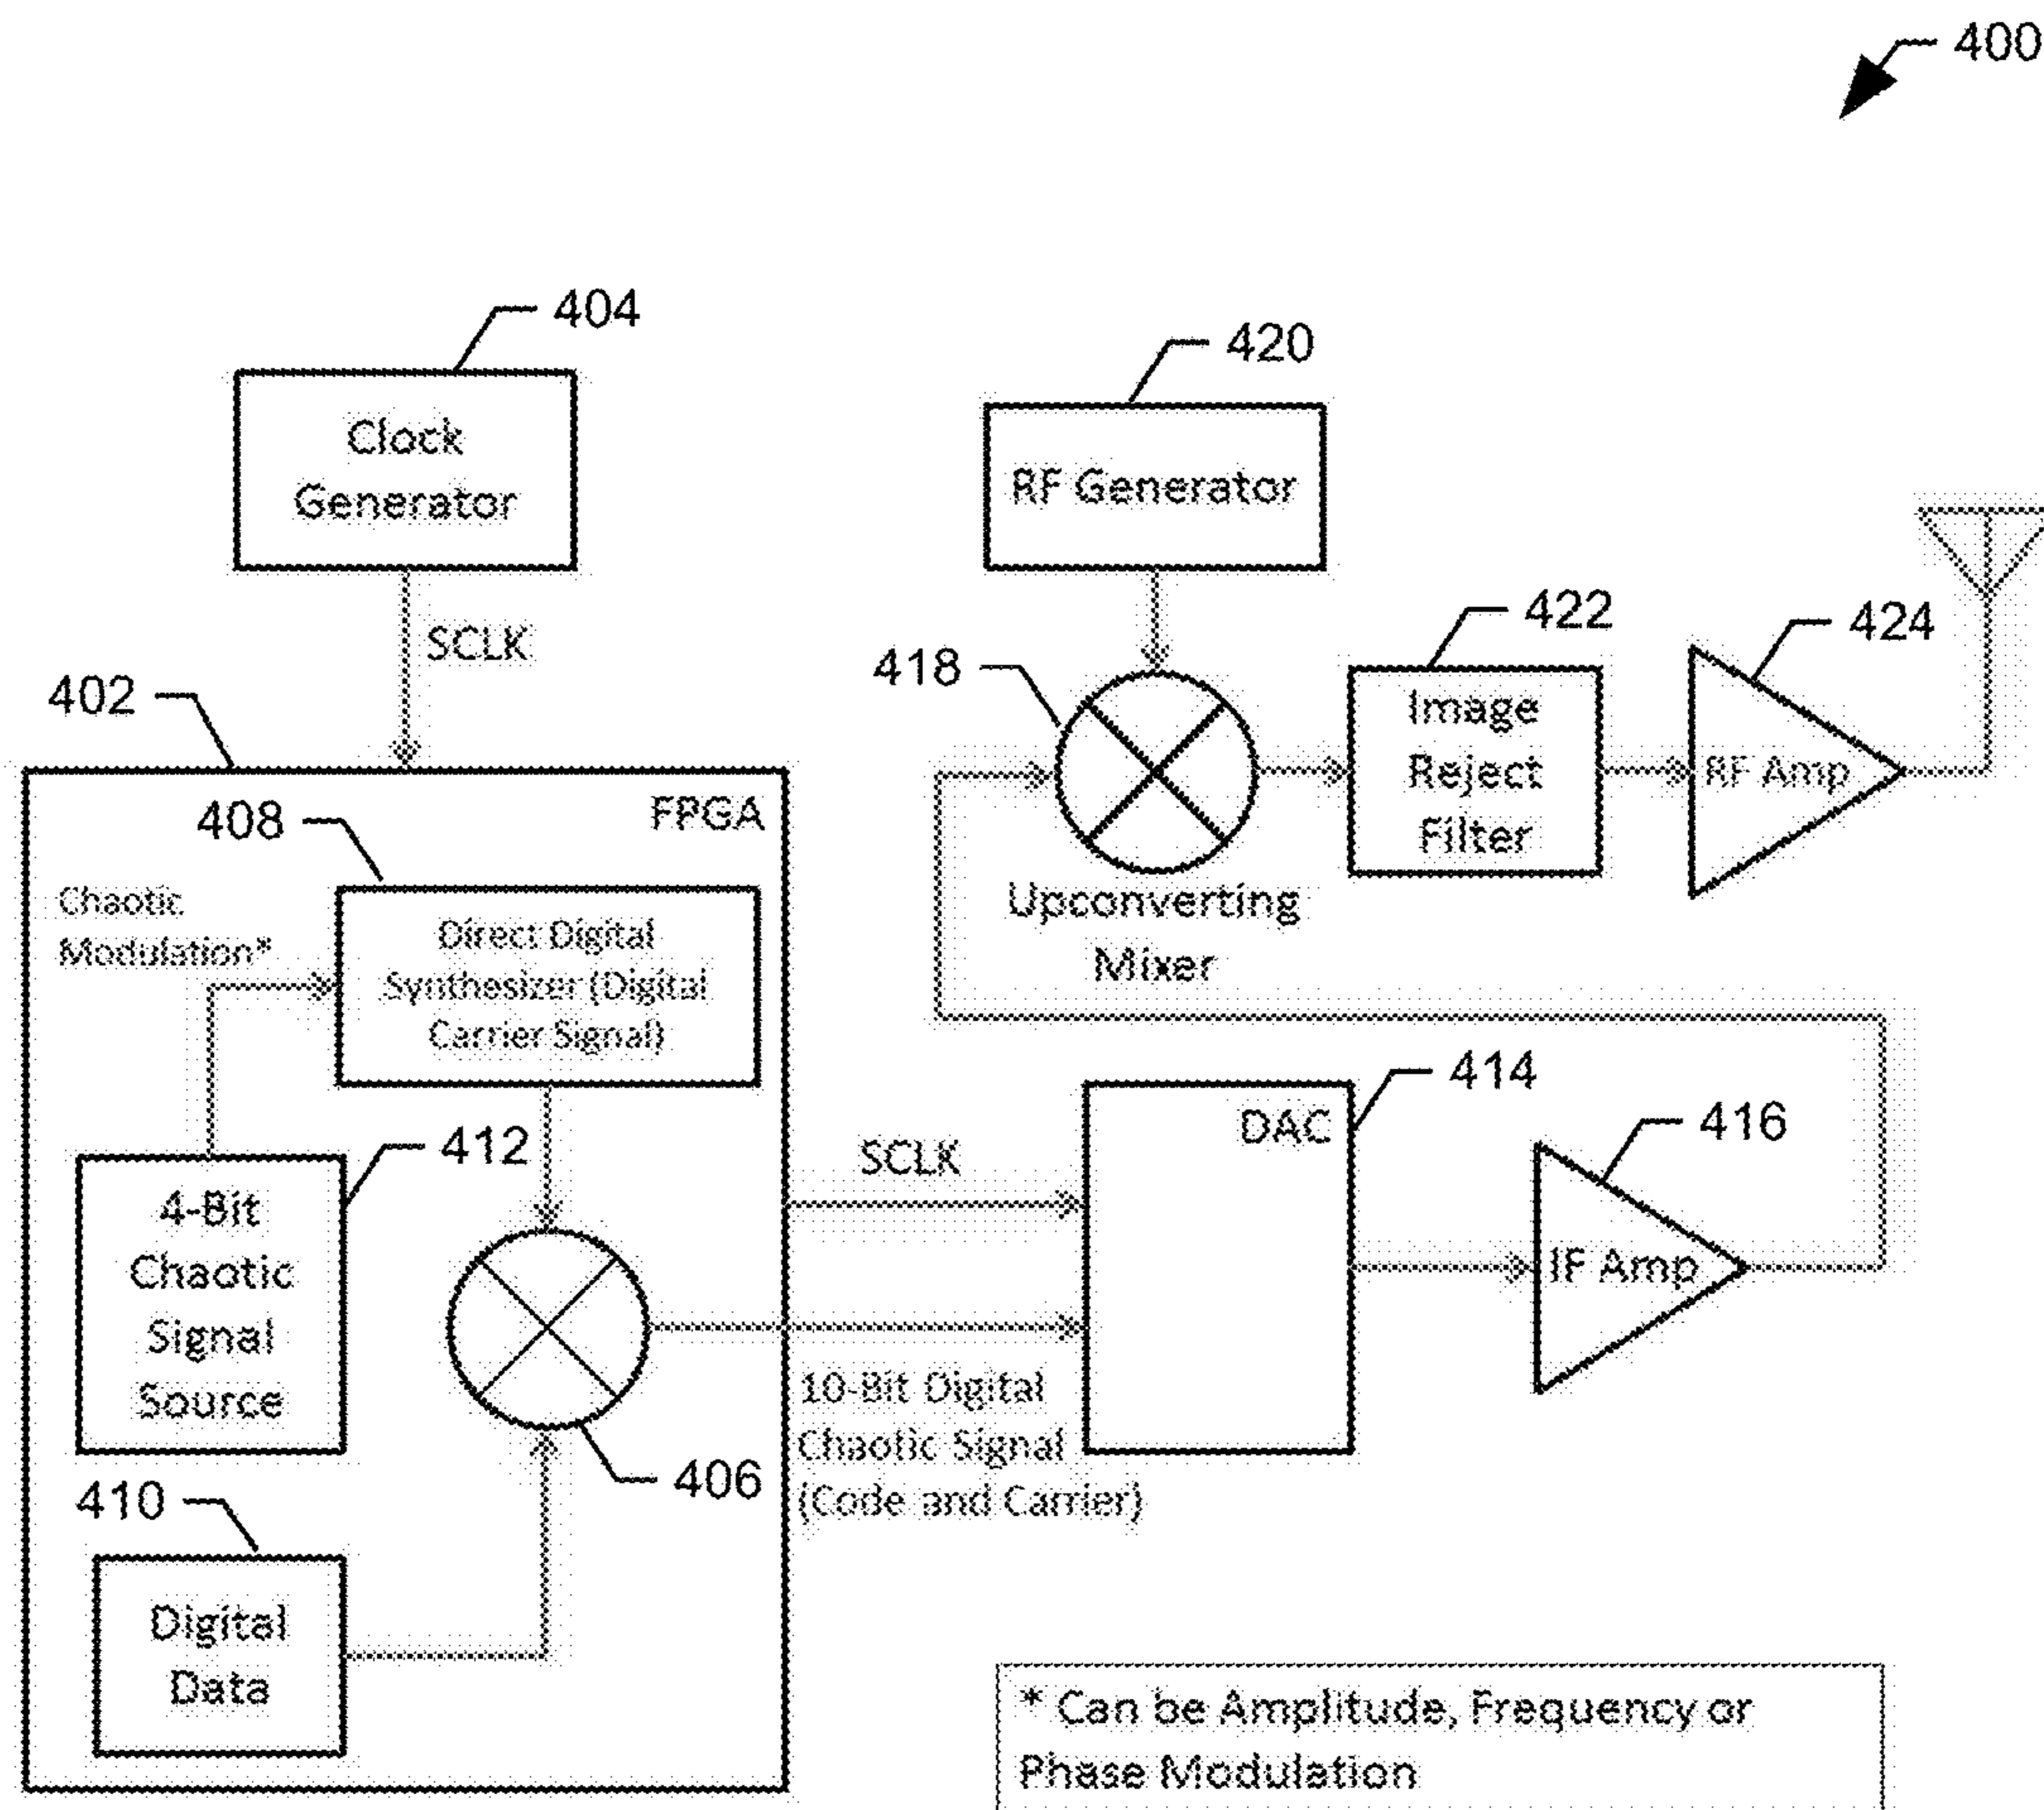 400
404
Clock
Generator
SCLK
420
RF Generator
418
Upconverting
Mixer
422
Image
Reject
Filter
424
RF Amp
402
FPGA
408
Chaotic
Modulation*
Direct Digital
Synthesizer (Digital
Carrier Signal)
412
4-Bit
Chaotic
Signal
Source
406
410
Digital
Data
SCLK
10-Bit Digital
Chaotic Signal
(Code and Carrier)
414
DAC
416
IF Amp
* Can be Amplitude, Frequency or
Phase Modulation